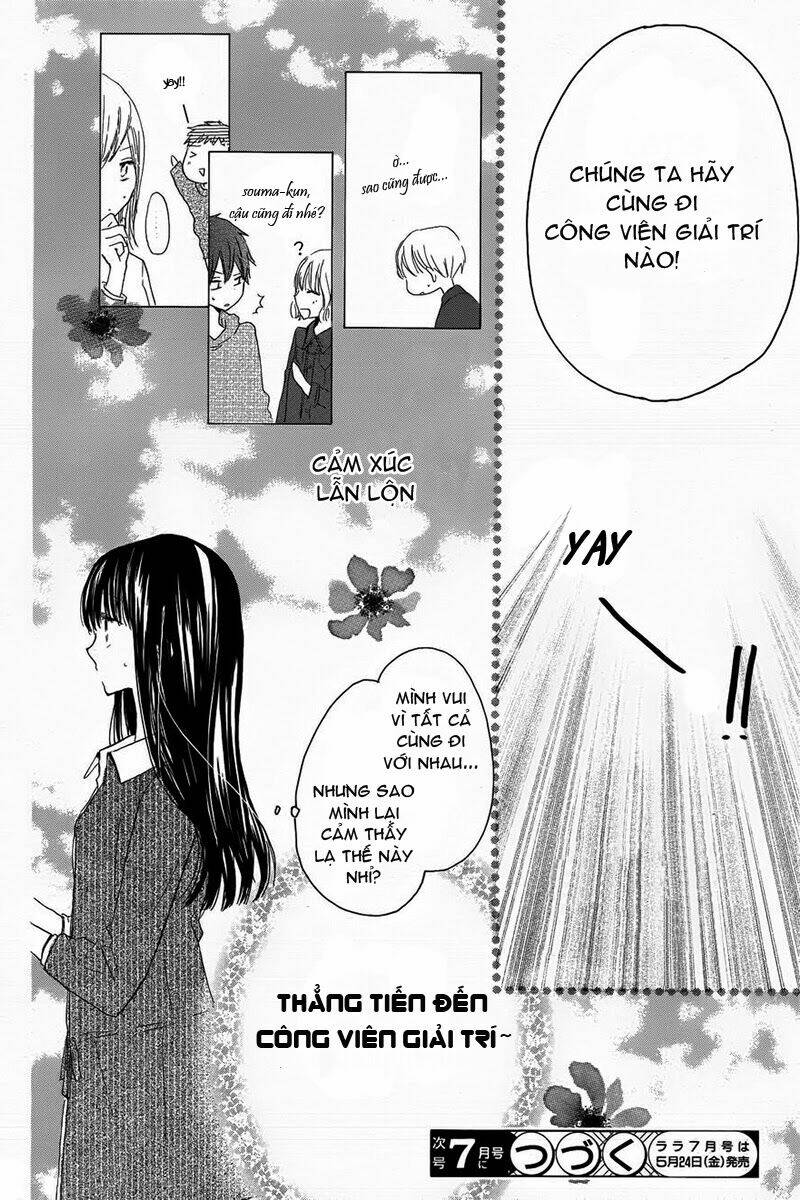 CHÚNG TA HÃY
CÙNG ĐI
CÔNG VIÊN GIẢI TRÍ
NÀO!
YAY
!!
Ờ...
SAO CŨNG ĐƯỢC...
SOUMA-KUN,
CẬU CŨNG ĐI NHÉ?
?
YAY!!
......
CẢM XÚC
LẪN LỘN
MÌNH VUI
VÌ TẤT CẢ
CÙNG ĐI
VỚI NHAU...
NHƯNG SAO
MÌNH LẠI
CẢM THẤY
LẠ THẾ NÀY
NHỈ?
THẲNG TIẾN ĐẾN
CÔNG VIÊN GIẢI TRÍ~
次号7月号に
つづく
ララ7月号は
5月24日(金)発売